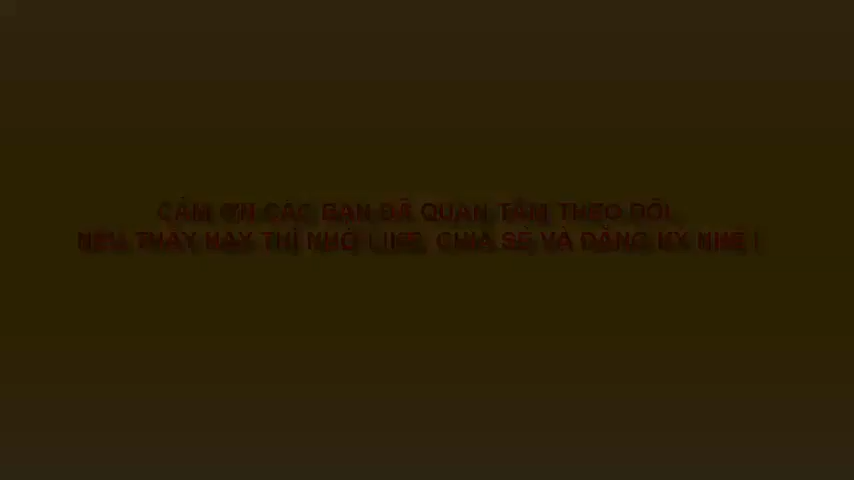 CÁM ƠN CÁC BẠN ĐÃ QUAN TÂM THEO DÕI,
NẾU THẤY HAY THÌ NHỚ LIKE, CHIA SẺ VÀ ĐĂNG KÝ NHÉ !